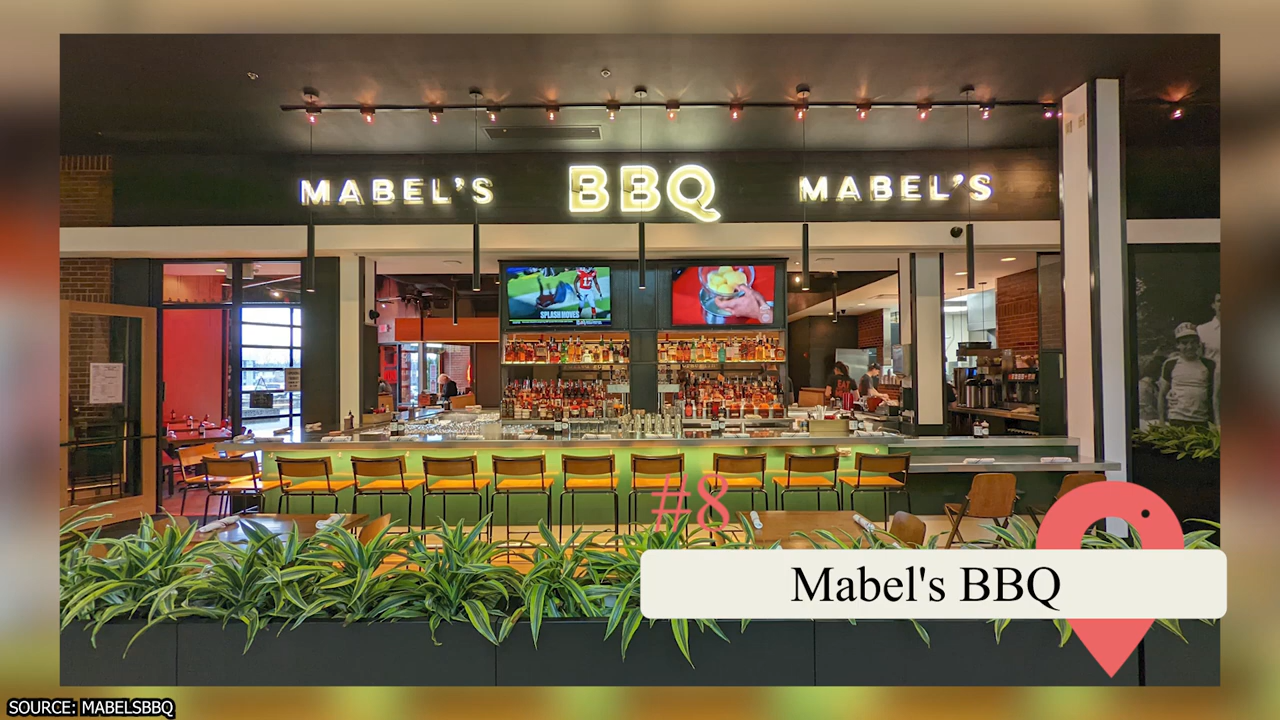 MABEL'S BBQ MABEL'S
SPLASH MOVES
#8
Mabel's BBQ
SOURCE: MABELSBBQ